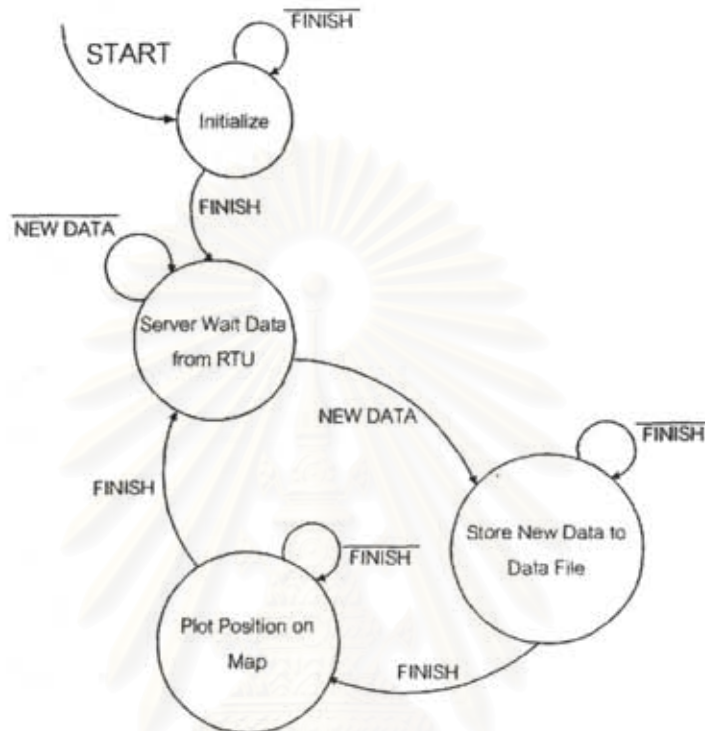 FINISH
START
Initialize
FINISH
NEW DATA
Server Wait Data
from RTU
NEW DATA
FINISH
FINISH
Store New Data to
Data File
FINISH
Plot Position on
Map
FINISH